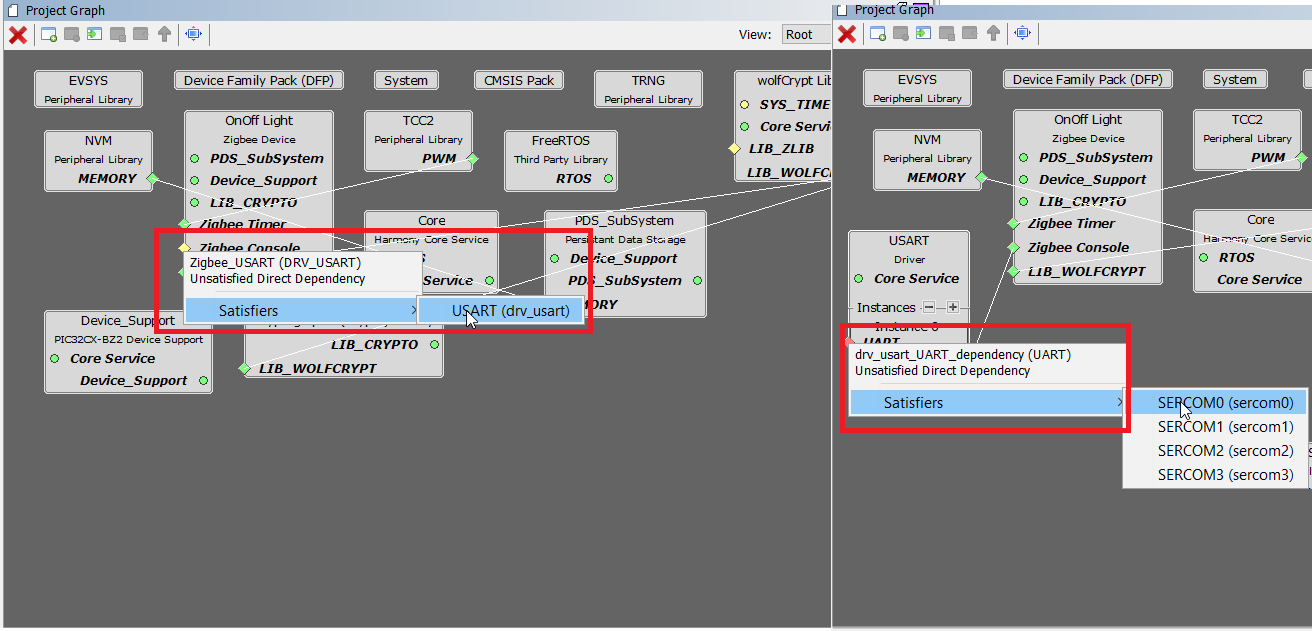 Project Graph
View:
Root
EVSYS
Peripheral Library
Device Family Pack (DFP)
System
CMSIS Pack
TRNG
Peripheral Library
wolfCrypt Lib
SYS_TIME
Core Servi
LIB_ZLIB
LIB_WOLFC
NVM
Peripheral Library
MEMORY
OnOff Light
Zigbee Device
PDS_SubSystem
Device_Support
LIB_CRYPTO
Zigbee Timer
Zigbee Console
TCC2
Peripheral Library
PWM
FreeRTOS
Third Party Library
RTOS
Core
Harmony Core Service
S
Service
PDS_SubSystem
Persistant Data Storage
Device_Support
PDS_SubSystem
MORY
Zigbee_USART (DRV_USART)
Unsatisfied Direct Dependency
Satisfiers
USART (drv_usart)
Device_Support
PIC32CX-BZ2 Device Support
Core Service
Device_Support
LIB_CRYPTO
LIB_WOLFCRYPT
Project Graph
EVSYS
Peripheral Library
Device Family Pack (DFP)
System
NVM
Peripheral Library
MEMORY
OnOff Light
Zigbee Device
PDS_SubSystem
Device_Support
LIB_CRYPTO
Zigbee Timer
Zigbee Console
LIB_WOLFCRYPT
TCC2
Peripheral Library
PWM
Core
Harmony Core Service
RTOS
Core Service
USART
Driver
Core Service
Instances
Instance 0
UART
drv_usart_UART_dependency (UART)
Unsatisfied Direct Dependency
Satisfiers
SERCOM0 (sercom0)
SERCOM1 (sercom1)
SERCOM2 (sercom2)
SERCOM3 (sercom3)